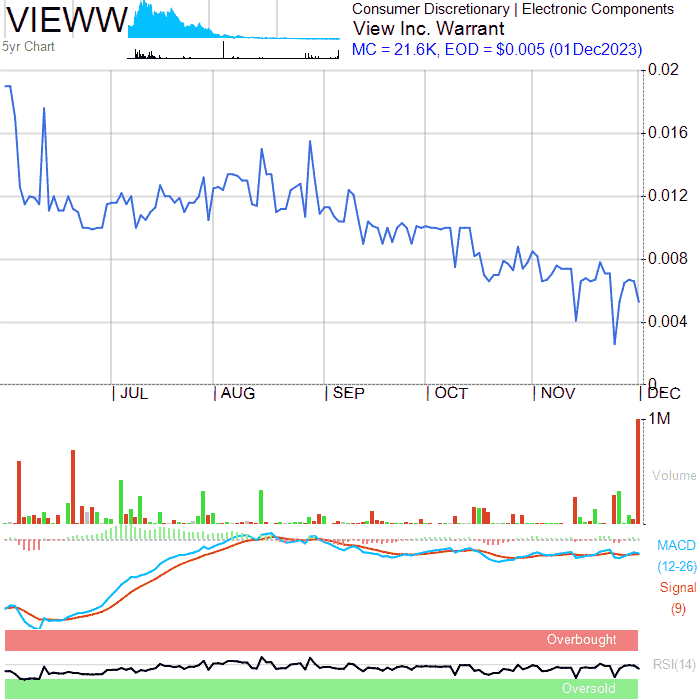 VIEWW
Consumer Discretionary | Electronic Components
View Inc. Warrant
5yr Chart
MC = 21.6K, EOD = $0.005 (01Dec2023)
0.02
0.016
0.012
0.008
0.004
0
JUL AUG SEP OCT NOV DEC
1M
Volume
MACD
(12-26)
Signal
(9)
Overbought
RSI(14)
Oversold